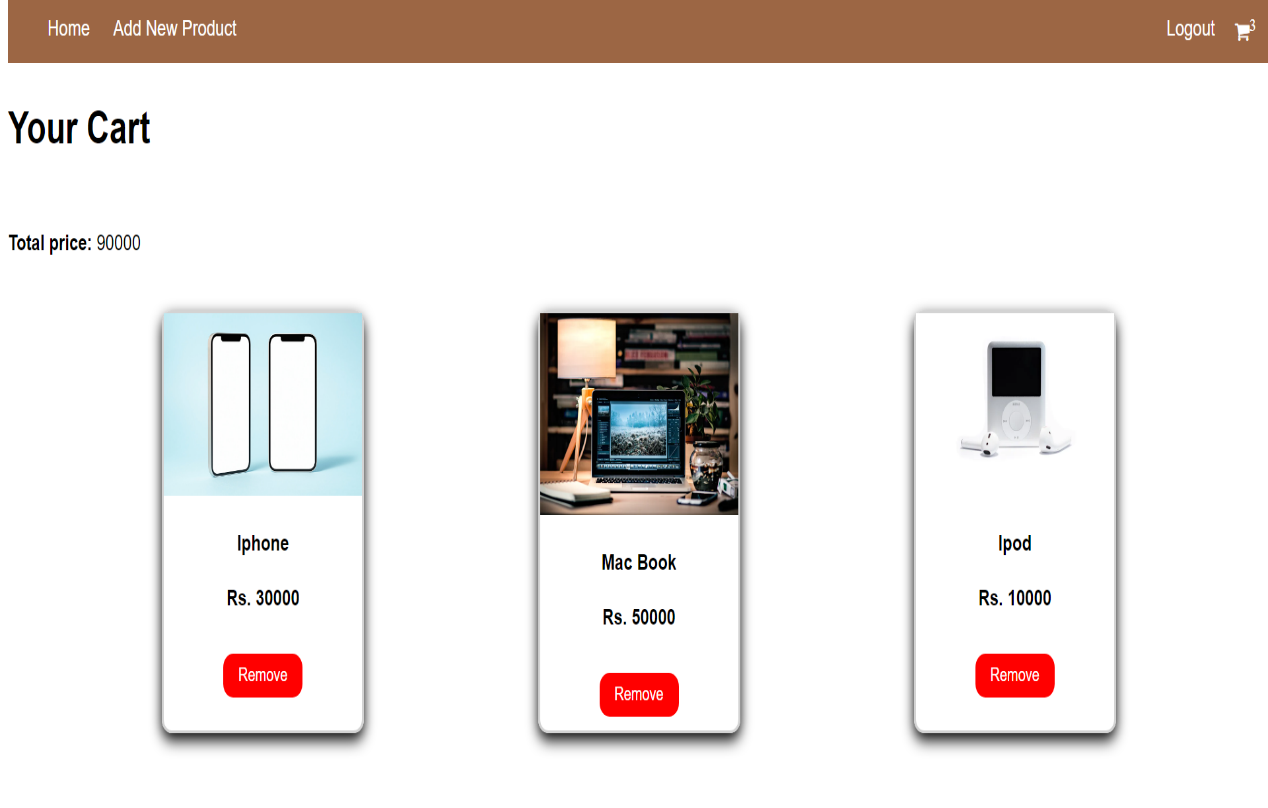 Home Add New Product Logout 3
Your Cart
Total price: 90000
Iphone
Rs. 30000
Remove
Mac Book
Rs. 50000
Remove
Ipod
Rs. 10000
Remove